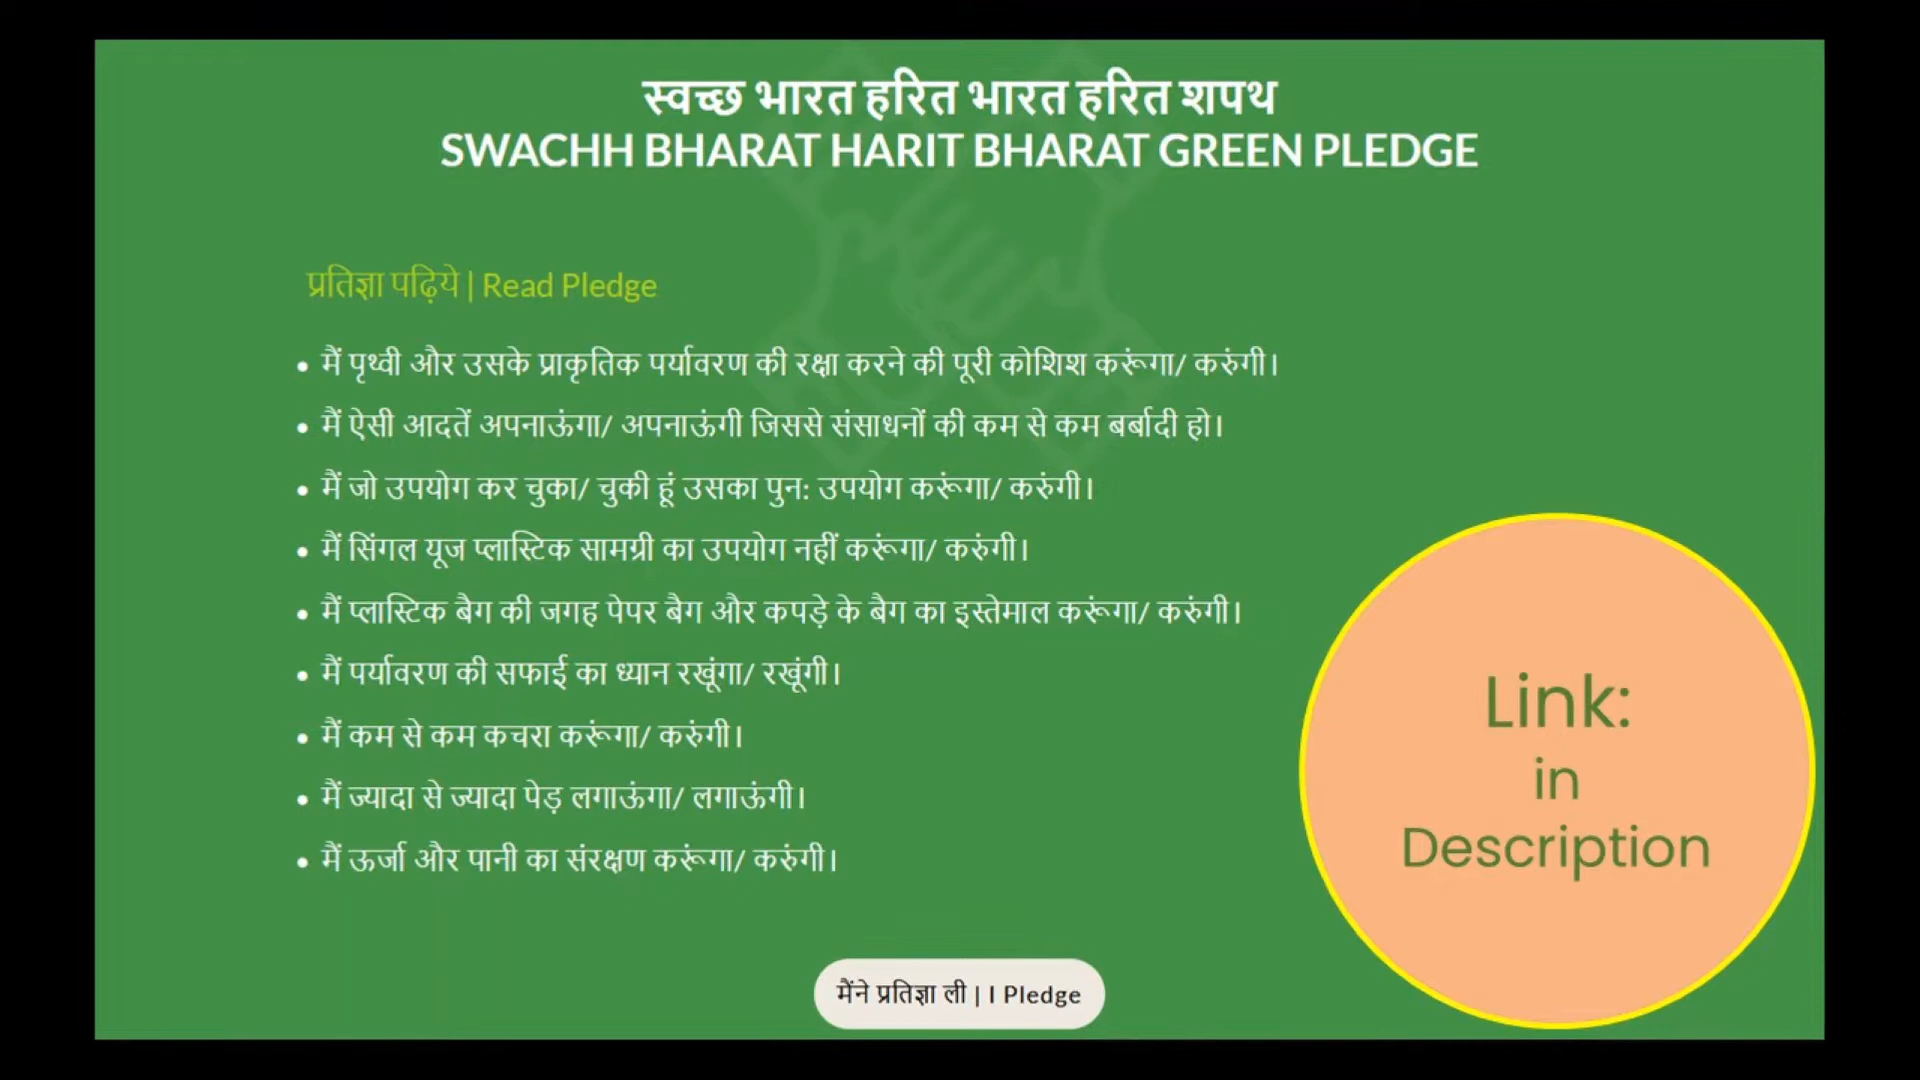 स्वच्छ भारत हरित भारत हरित शपथ
SWACHH BHARAT HARIT BHARAT GREEN PLEDGE
प्रतिज्ञा पढ़िये | Read Pledge
• मैं पृथ्वी और उसके प्राकृतिक पर्यावरण की रक्षा करने की पूरी कोशिश करूंगा/ करुंगी।
• मैं ऐसी आदतें अपनाऊंगा/ अपनाऊंगी जिससे संसाधनों की कम से कम बर्बादी हो।
• मैं जो उपयोग कर चुका/ चुकी हूं उसका पुन: उपयोग करूंगा/ करुंगी।
• मैं सिंगल यूज प्लास्टिक सामग्री का उपयोग नहीं करूंगा/ करुंगी।
• मैं प्लास्टिक बैग की जगह पेपर बैग और कपड़े के बैग का इस्तेमाल करूंगा/ करुंगी।
• मैं पर्यावरण की सफाई का ध्यान रखूंगा/ रखूंगी।
• मैं कम से कम कचरा करूंगा/ करुंगी।
• मैं ज्यादा से ज्यादा पेड़ लगाऊंगा/ लगाऊंगी।
• मैं ऊर्जा और पानी का संरक्षण करूंगा/ करुंगी।
Link:
in
Description
मैंने प्रतिज्ञा ली | I Pledge